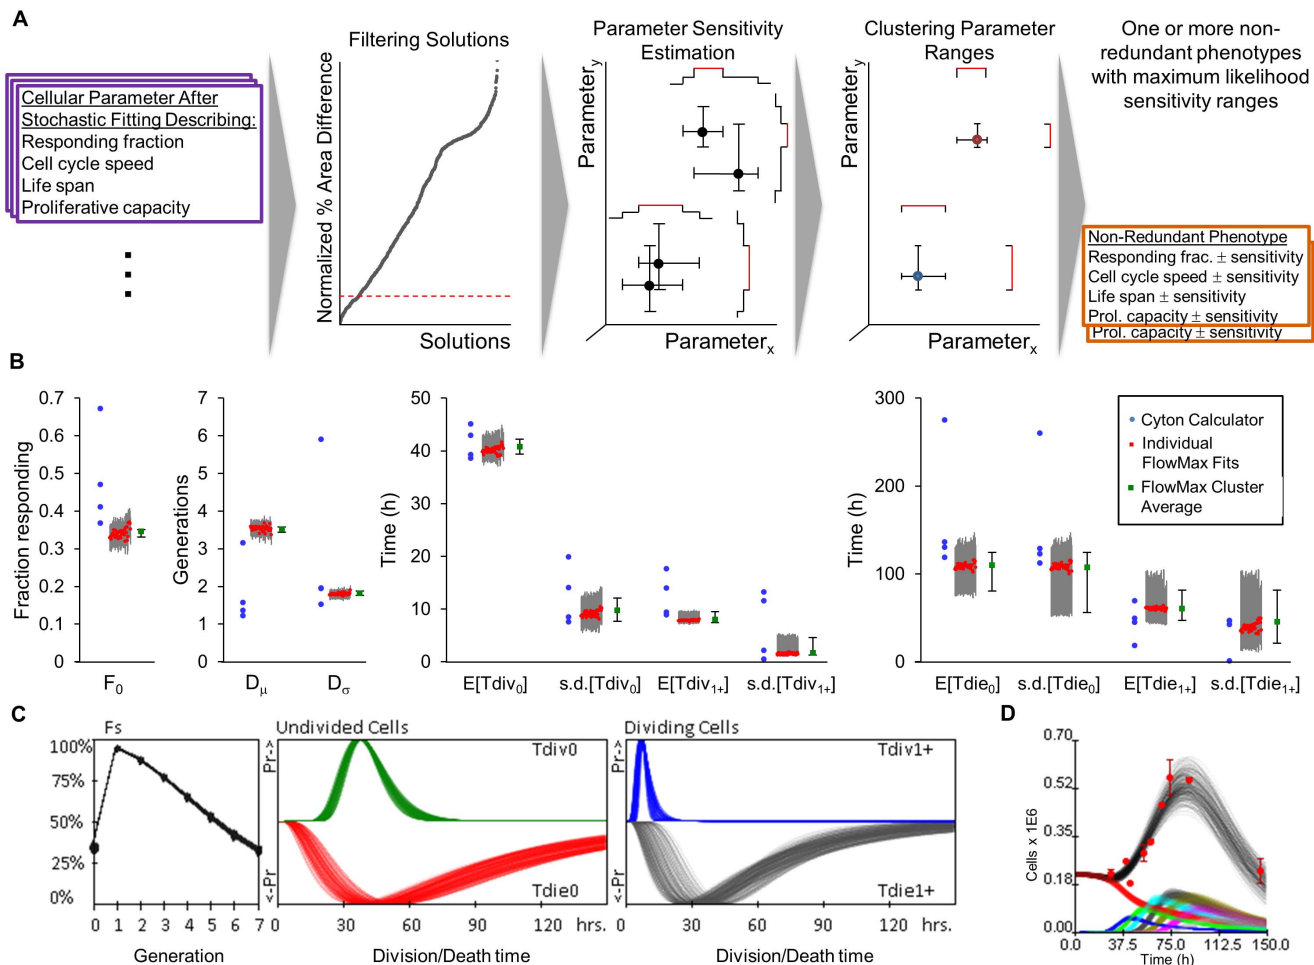 A
Cellular Parameter After
Stochastic Fitting Describing:
Responding fraction
Cell cycle speed
Life span
Proliferative capacity
Filtering Solutions
Normalized % Area Difference
Solutions
Parameter Sensitivity
Estimation
Parametery
Parameterx
Clustering Parameter
Ranges
Parametery
Parameterx
One or more non-
redundant phenotypes
with maximum likelihood
sensitivity ranges
Non-Redundant Phenotype
Responding frac. ± sensitivity
Cell cycle speed ± sensitivity
Life span ± sensitivity
Prol. capacity ± sensitivity
Prol. capacity ± sensitivity
B
Fraction responding
0.7
0.6
0.5
0.4
0.3
0.2
0.1
0
F0
Generations
7
6
5
4
3
2
1
0
Dμ
Dσ
Time (h)
50
40
30
20
10
0
E[Tdiv0]
s.d.[Tdiv0]
E[Tdiv1+]
s.d.[Tdiv1+]
Time (h)
300
200
100
0
E[Tdie0]
s.d.[Tdie0]
E[Tdie1+]
s.d.[Tdie1+]
Cyton Calculator
Individual
FlowMax Fits
FlowMax Cluster
Average
C
Fs
100%
75%
50%
25%
0%
0 1 2 3 4 5 6 7
Generation
Undivided Cells
Pr->
<-Pr
Tdiv0
Tdie0
0 30 60 90 120 hrs.
Division/Death time
Dividing Cells
Pr->
<-Pr
Tdiv1+
Tdie1+
0 30 60 90 120 hrs.
Division/Death time
D
Cells x 1E6
0.70
0.52
0.35
0.18
0.00
0.0 37.5 75.0 112.5 150.0
Time (h)